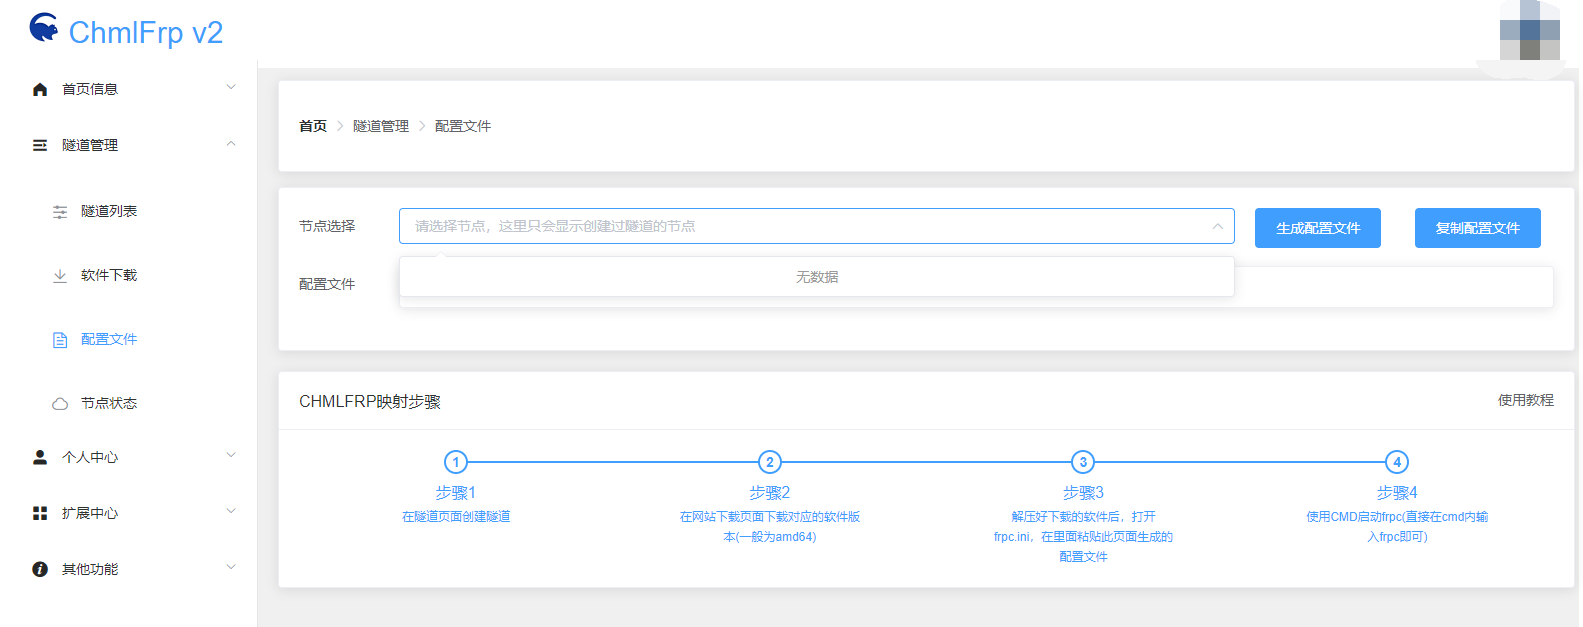 ChmlFrp v2
首页信息
隧道管理
隧道列表
软件下载
配置文件
节点状态
个人中心
扩展中心
其他功能
首页 > 隧道管理 > 配置文件
节点选择
请选择节点，这里只会显示创建过隧道的节点
生成配置文件
复制配置文件
配置文件
无数据
CHMLFRP映射步骤
使用教程
1
步骤1
在隧道页面创建隧道
2
步骤2
在网站下载页面下载对应的软件版
本(一般为amd64)
3
步骤3
解压好下载的软件后，打开
frpc.ini，在里面粘贴此页面生成的
配置文件
4
步骤4
使用CMD启动frpc(直接在cmd内输
入frpc即可)